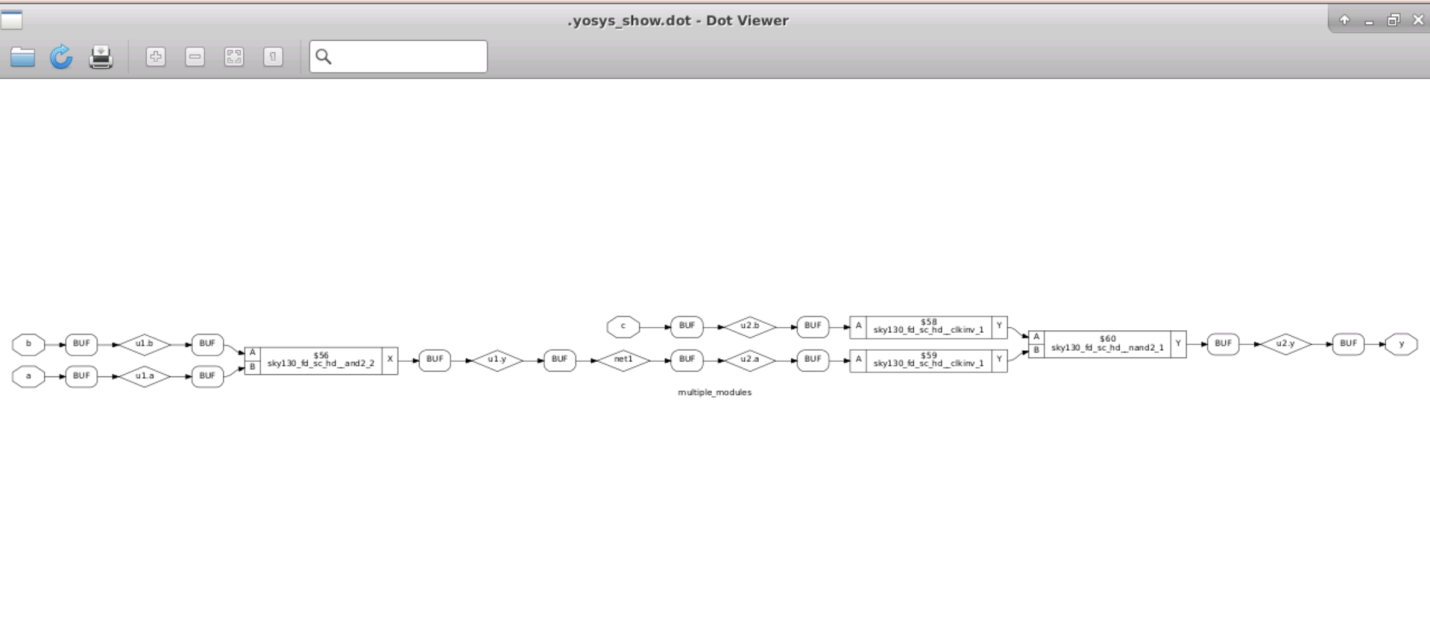 .yosys_show.dot - Dot Viewer
c BUF u2.b BUF A $58 Y
sky130_fd_sc_hd__clkinv_1
b BUF u1.b BUF
A $60 Y BUF u2.y BUF y
B sky130_fd_sc_hd__nand2_1
A $56 X BUF u1.y BUF net1 BUF u2.a BUF A $59 Y
B sky130_fd_sc_hd__and2_2
sky130_fd_sc_hd__clkinv_1
a BUF u1.a BUF
multiple_modules